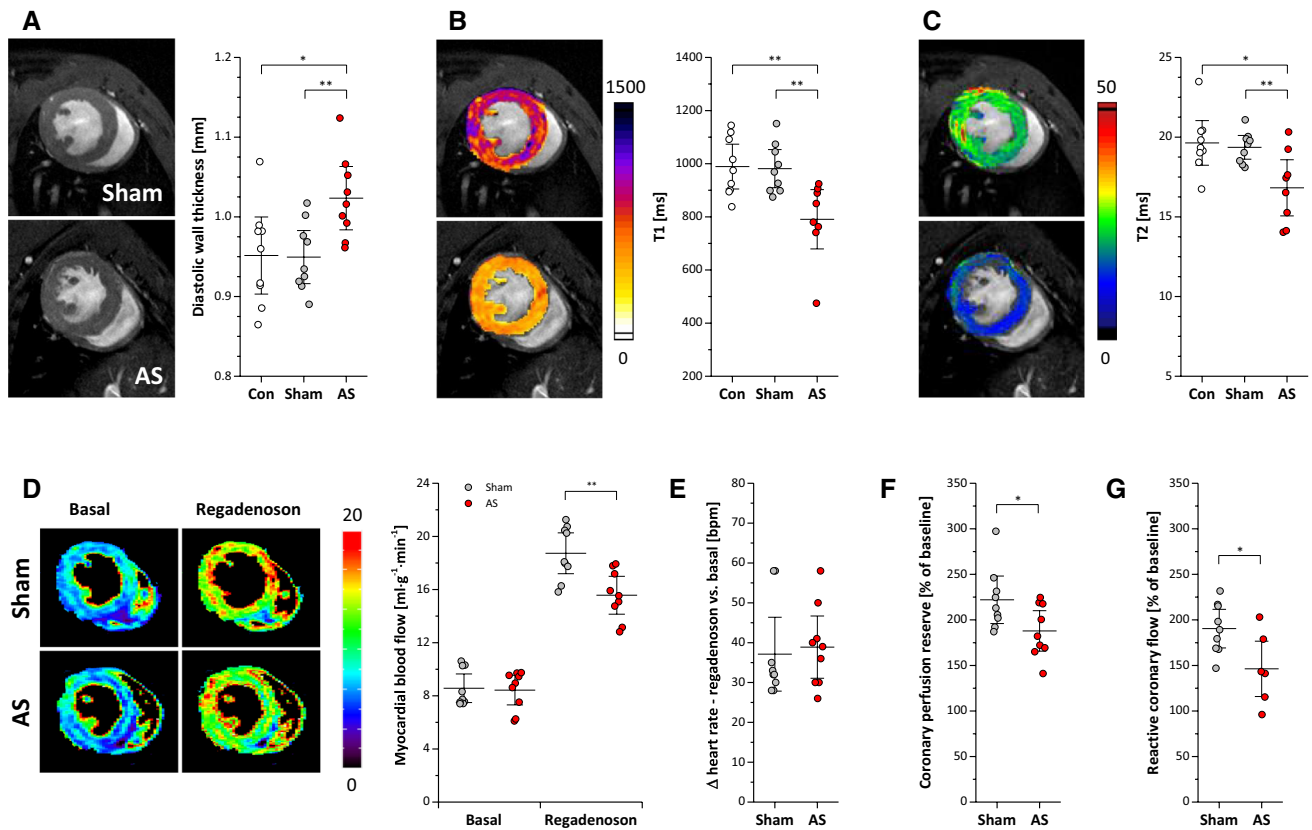 A
Sham
AS
Diastolic wall thickness [mm]
1.2
1.1
1.0
0.9
0.8
*
**
Con Sham AS
B
1500
0
T1 [ms]
1400
1200
1000
800
600
400
200
**
**
Con Sham AS
C
50
0
T2 [ms]
25
20
15
10
5
*
**
Con Sham AS
D
Basal Regadenoson
Sham
AS
20
0
Myocardial blood flow [ml·g⁻¹·min⁻¹]
24
20
16
12
8
4
0
Sham
AS
**
Basal Regadenoson
E
Δ heart rate - regadenoson vs. basal [bpm]
80
70
60
50
40
30
20
10
0
Sham AS
F
Coronary perfusion reserve [% of baseline]
350
300
250
200
150
100
50
0
*
Sham AS
G
Reactive coronary flow [% of baseline]
350
300
250
200
150
100
50
0
*
Sham AS